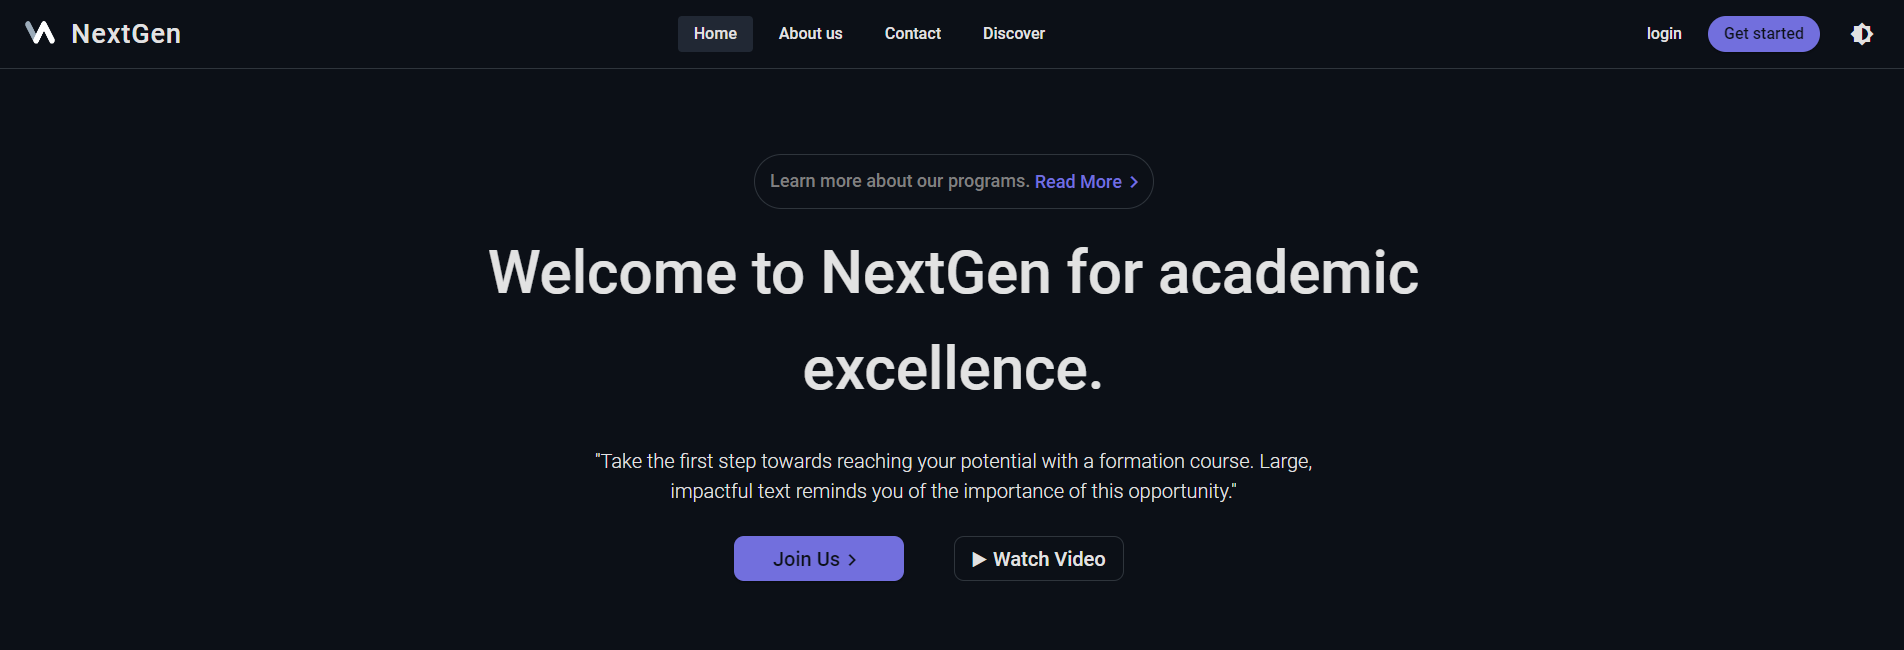 NextGen
Home About us Contact Discover
login Get started
Learn more about our programs. Read More
Welcome to NextGen for academic
excellence.
"Take the first step towards reaching your potential with a formation course. Large,
impactful text reminds you of the importance of this opportunity."
Join Us
Watch Video